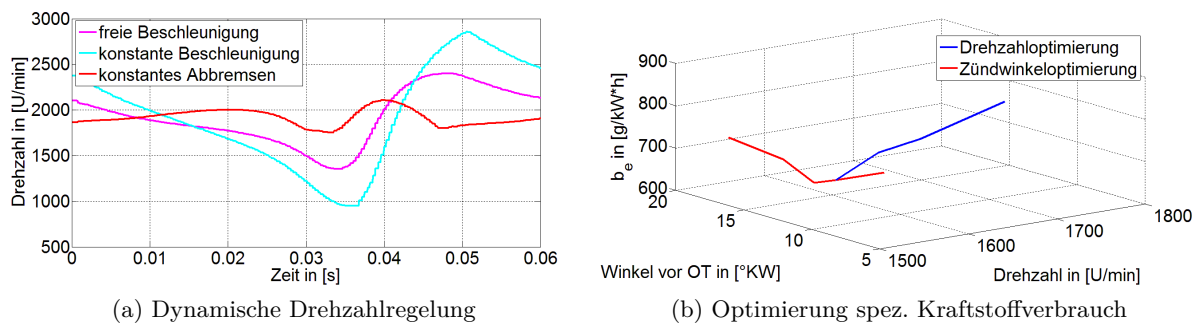 3000
2500
2000
1500
1000
500
Drehzahl in [U/min]
freie Beschleunigung
konstante Beschleunigung
konstantes Abbremsen
0
0.01
0.02
0.03
0.04
0.05
0.06
Zeit in [s]
(a) Dynamische Drehzahlregelung
900
800
700
600
b_e in [g/kW*h]
Drehzahloptimierung
Zündwinkeloptimierung
20
15
10
5
Winkel vor OT in [°KW]
1500
1600
1700
1800
Drehzahl in [U/min]
(b) Optimierung spez. Kraftstoffverbrauch